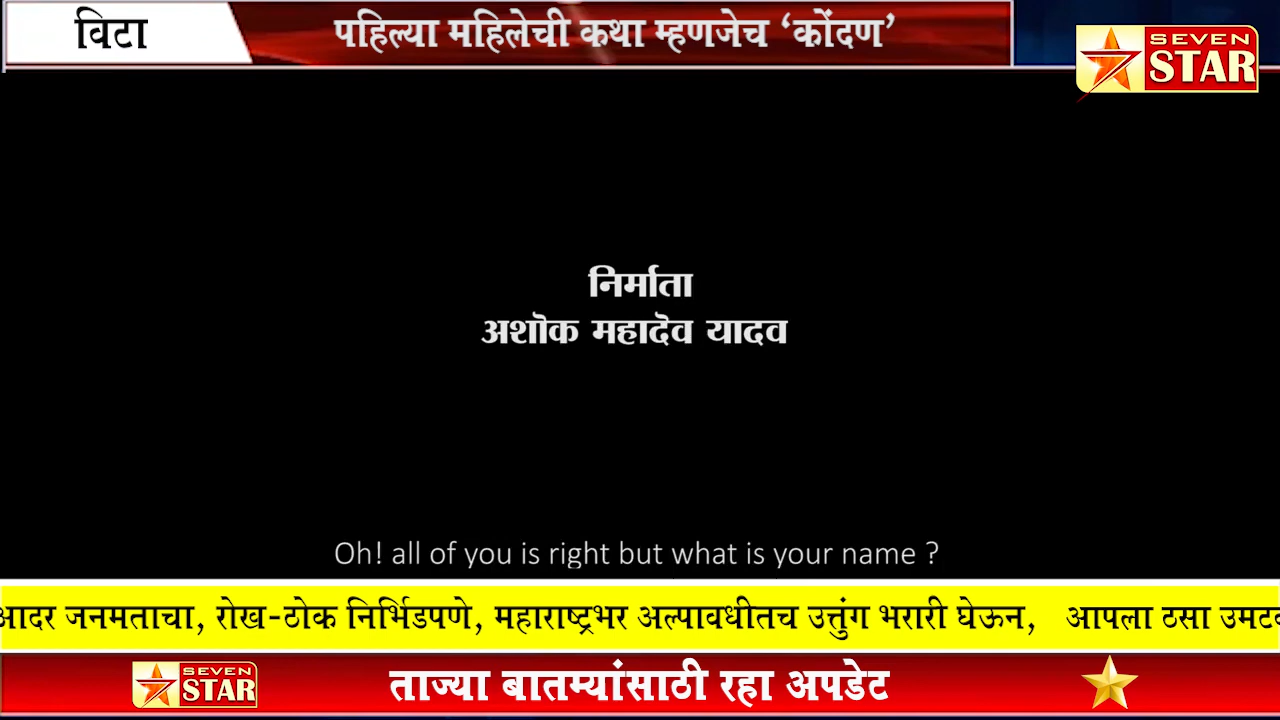 विटा
पहिल्या महिलेची कथा म्हणजेच ‘कोंदण’
SEVEN
STAR
निर्माता
अशोक महादेव यादव
Oh! all of you is right but what is your name ?
आदर जनमताचा, रोख-ठोक निर्भिडपणे, महाराष्ट्रभर अल्पावधीतच उत्तुंग भरारी घेऊन, आपला ठसा
SEVEN
STAR
ताज्या बातम्यांसाठी रहा अपडेट